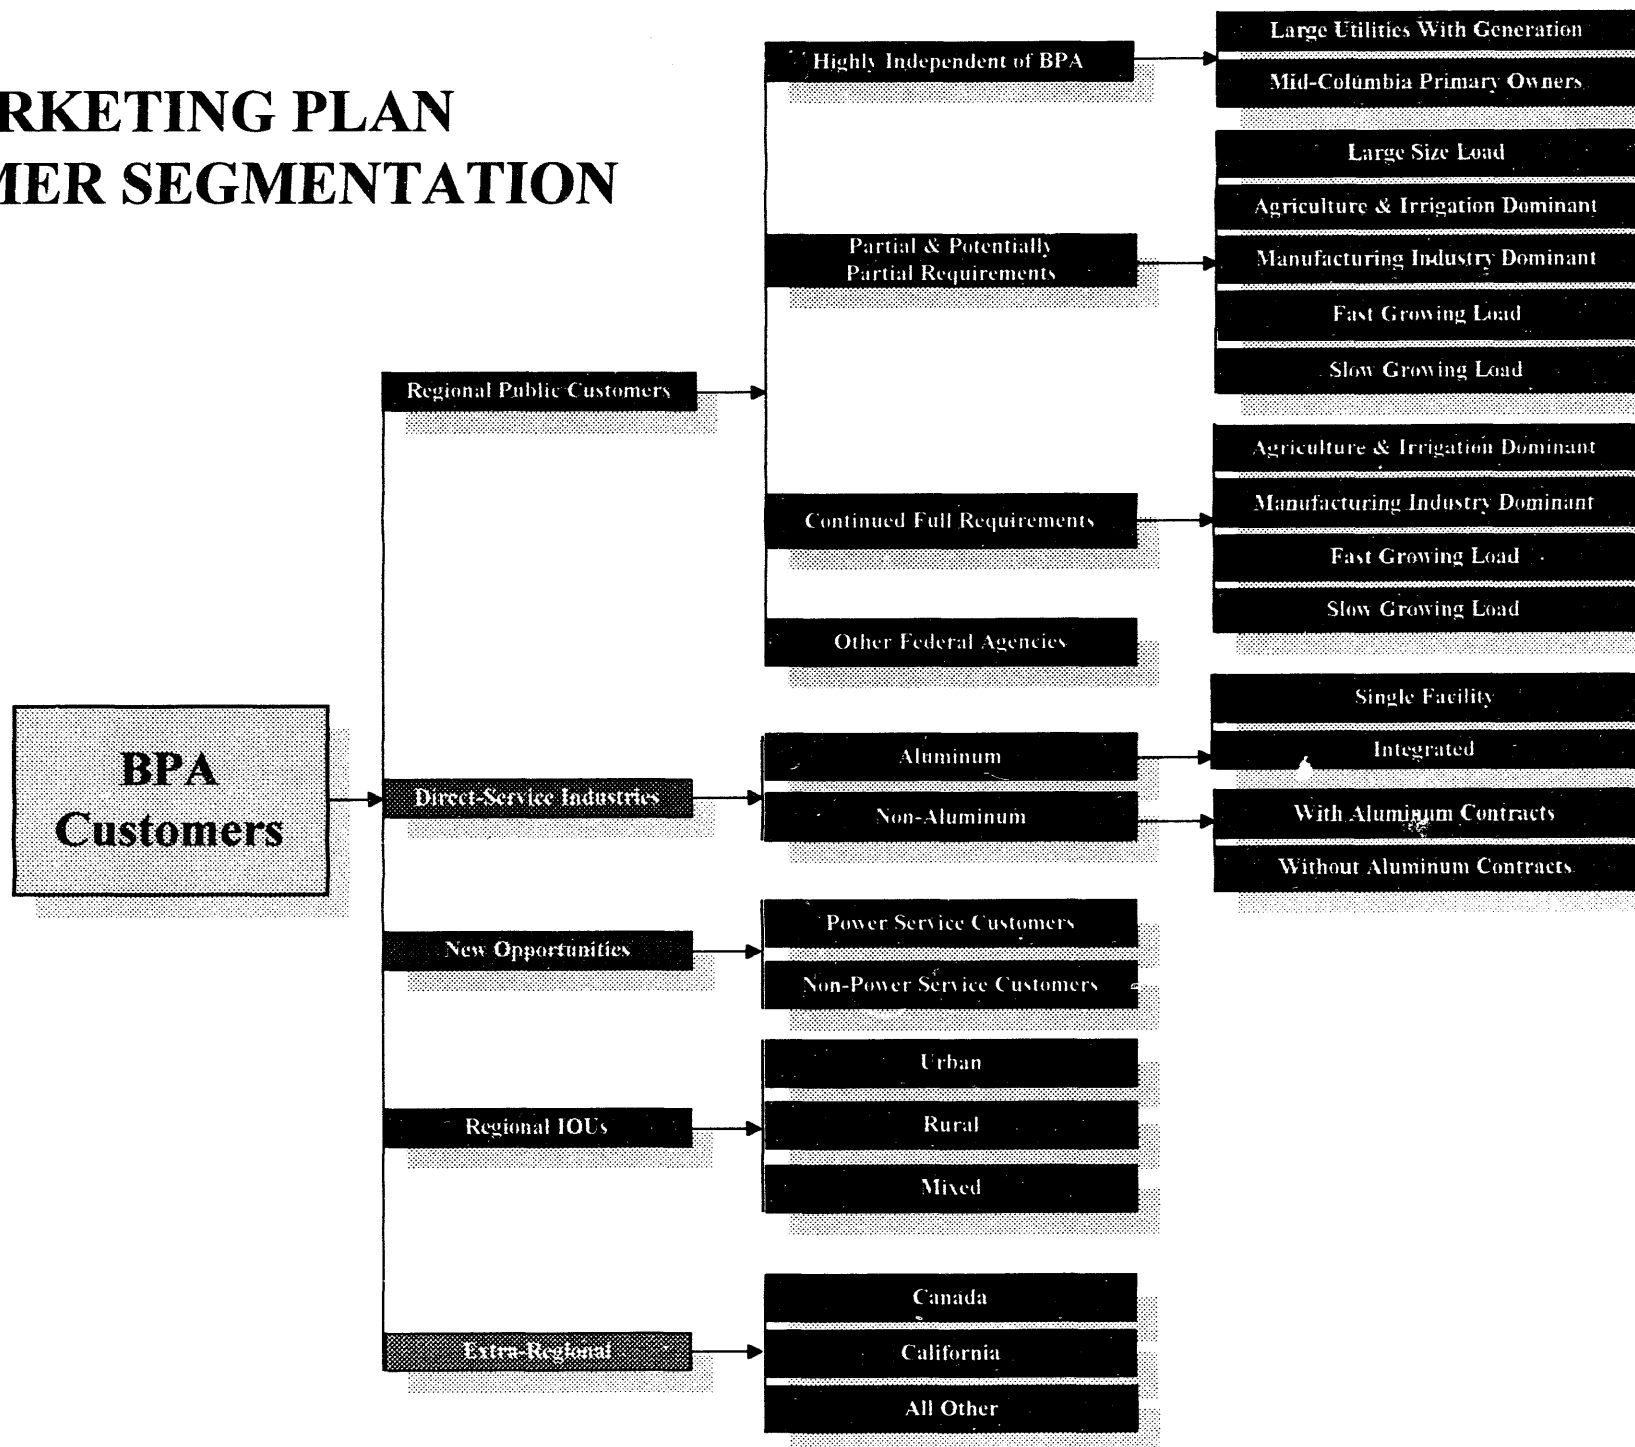 RKETING PLAN
MER SEGMENTATION
BPA
Customers
Regional Public Customers
Highly Independent of BPA
Large Utilities With Generation
Mid-Columbia Primary Owners
Partial & Potentially
Partial Requirements
Large Size Load
Agriculture & Irrigation Dominant
Manufacturing Industry Dominant
Fast Growing Load
Slow Growing Load
Continued Full Requirements
Agriculture & Irrigation Dominant
Manufacturing Industry Dominant
Fast Growing Load
Slow Growing Load
Other Federal Agencies
Direct-Service Industries
Aluminum
Single Facility
Integrated
Non-Aluminum
With Aluminum Contracts
Without Aluminum Contracts
New Opportunities
Power Service Customers
Non-Power Service Customers
Regional IOUs
Urban
Rural
Mixed
Extra-Regional
Canada
California
All Other